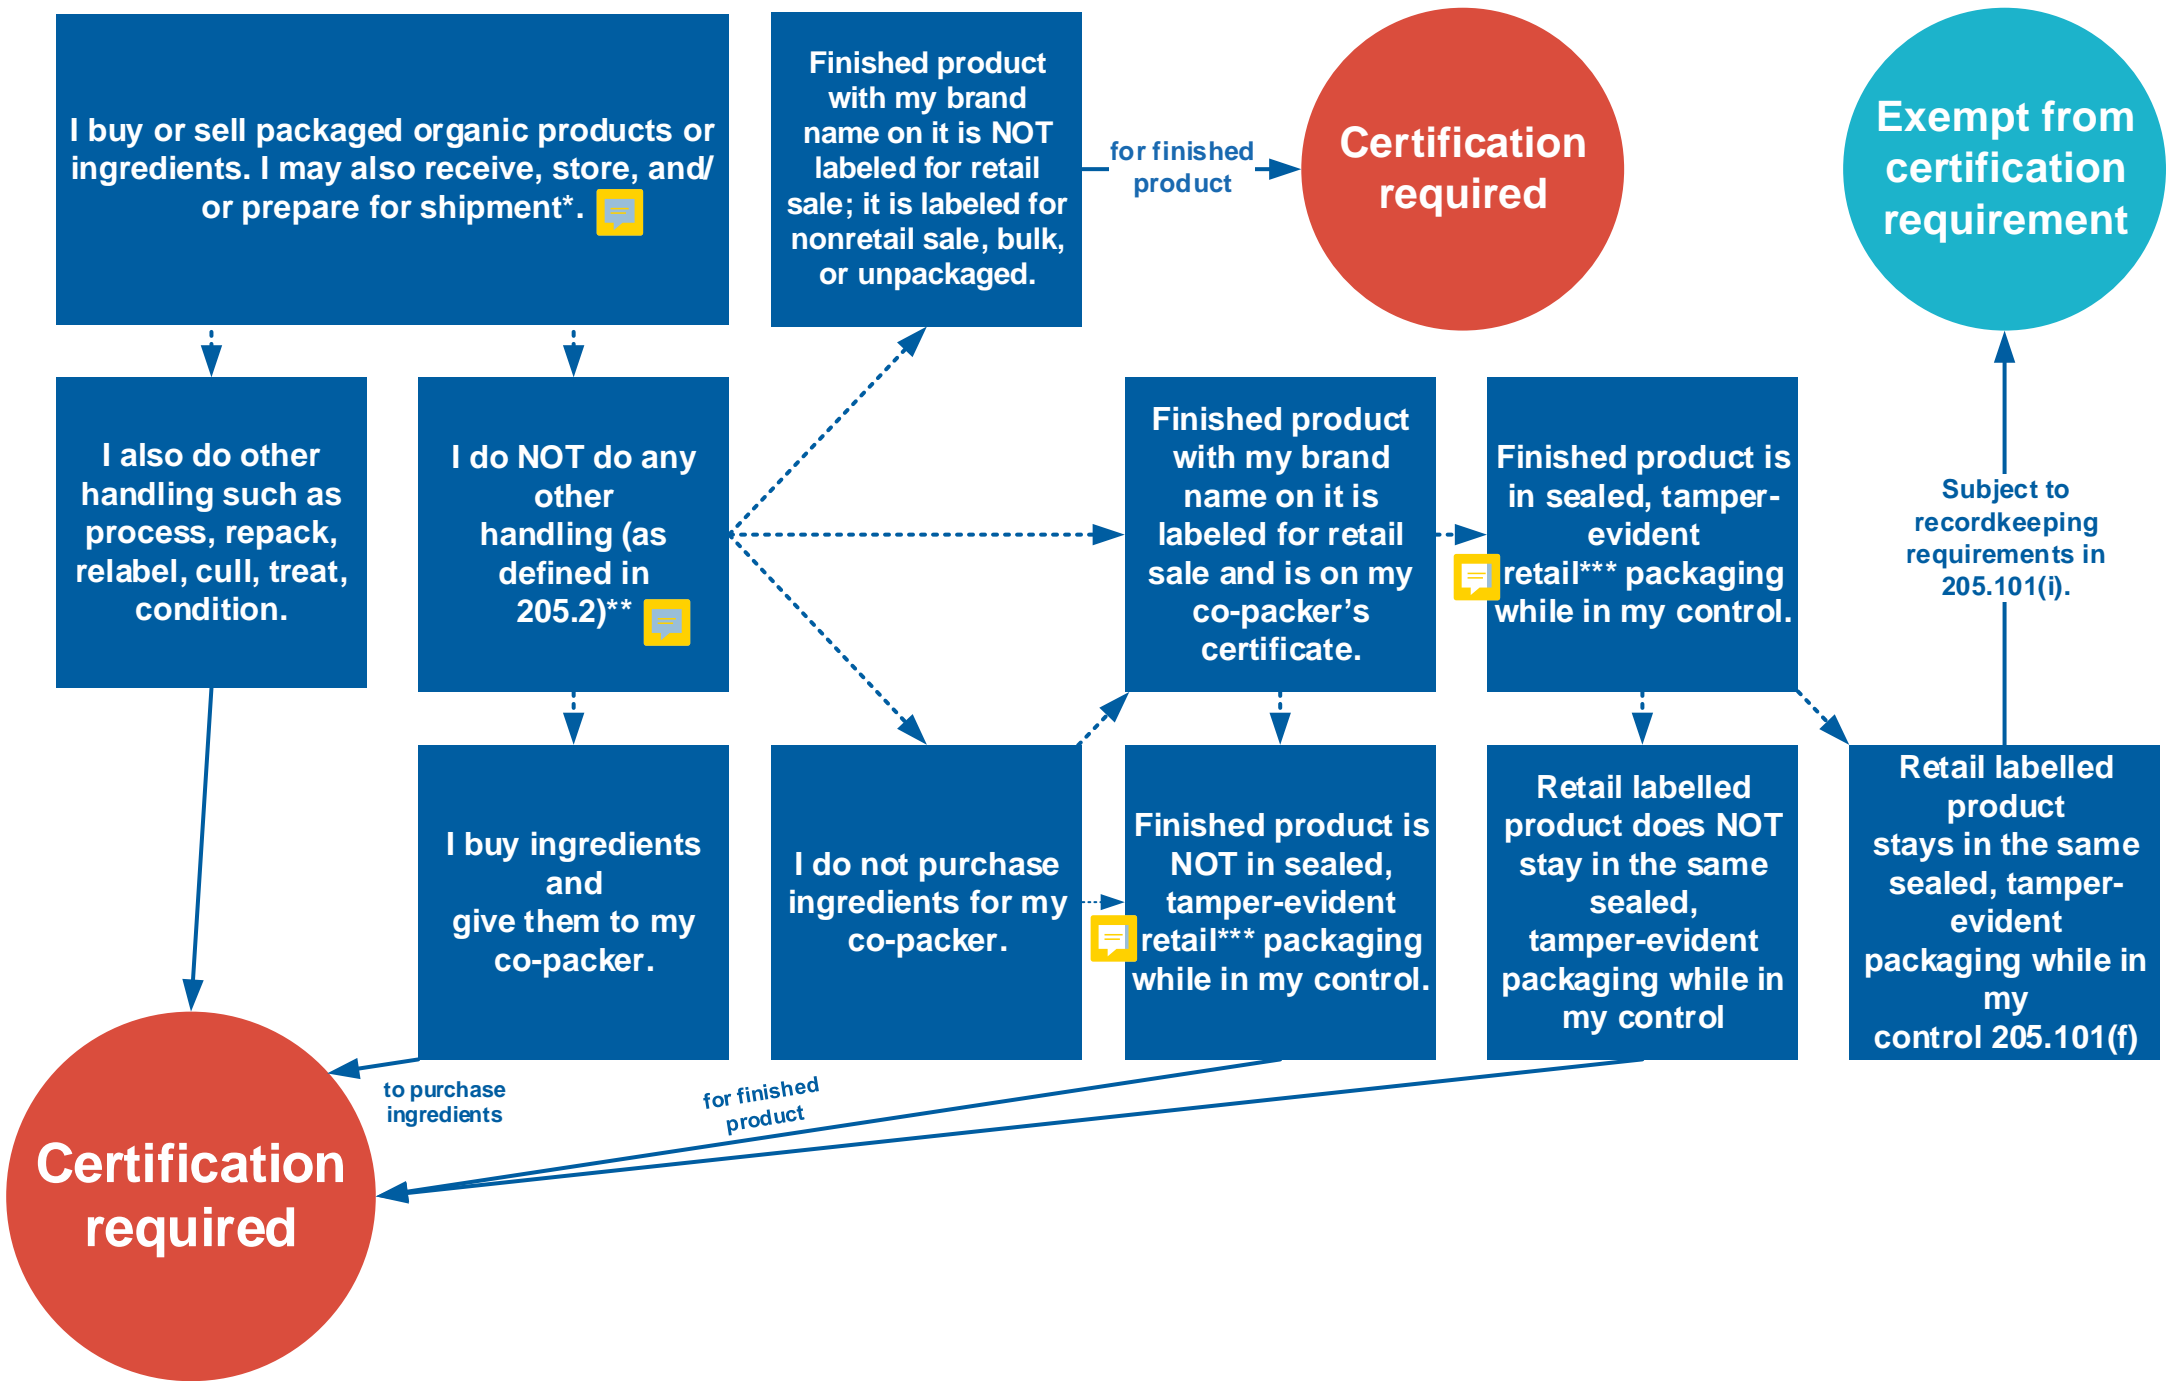 I buy or sell packaged organic products or
ingredients. I may also receive, store, and/
or prepare for shipment*.
Finished product
with my brand
name on it is NOT
labeled for retail
sale; it is labeled for
nonretail sale, bulk,
or unpackaged.
for finished
product
Certification
required
Exempt from
certification
requirement
I also do other
handling such as
process, repack,
relabel, cull, treat,
condition.
I do NOT do any
other
handling (as
defined in
205.2)**
Finished product
with my brand
name on it is
labeled for retail
sale and is on my
co-packer’s
certificate.
Finished product is
in sealed, tamper-
evident
retail*** packaging
while in my control.
Subject to
recordkeeping
requirements in
205.101(i).
I buy ingredients
and
give them to my
co-packer.
I do not purchase
ingredients for my
co-packer.
Finished product is
NOT in sealed,
tamper-evident
retail*** packaging
while in my control.
Retail labelled
product does NOT
stay in the same
sealed,
tamper-evident
packaging while in
my control
Retail labelled
product
stays in the same
sealed, tamper-
evident
packaging while in
my
control 205.101(f)
to purchase
ingredients
for finished
product
Certification
required